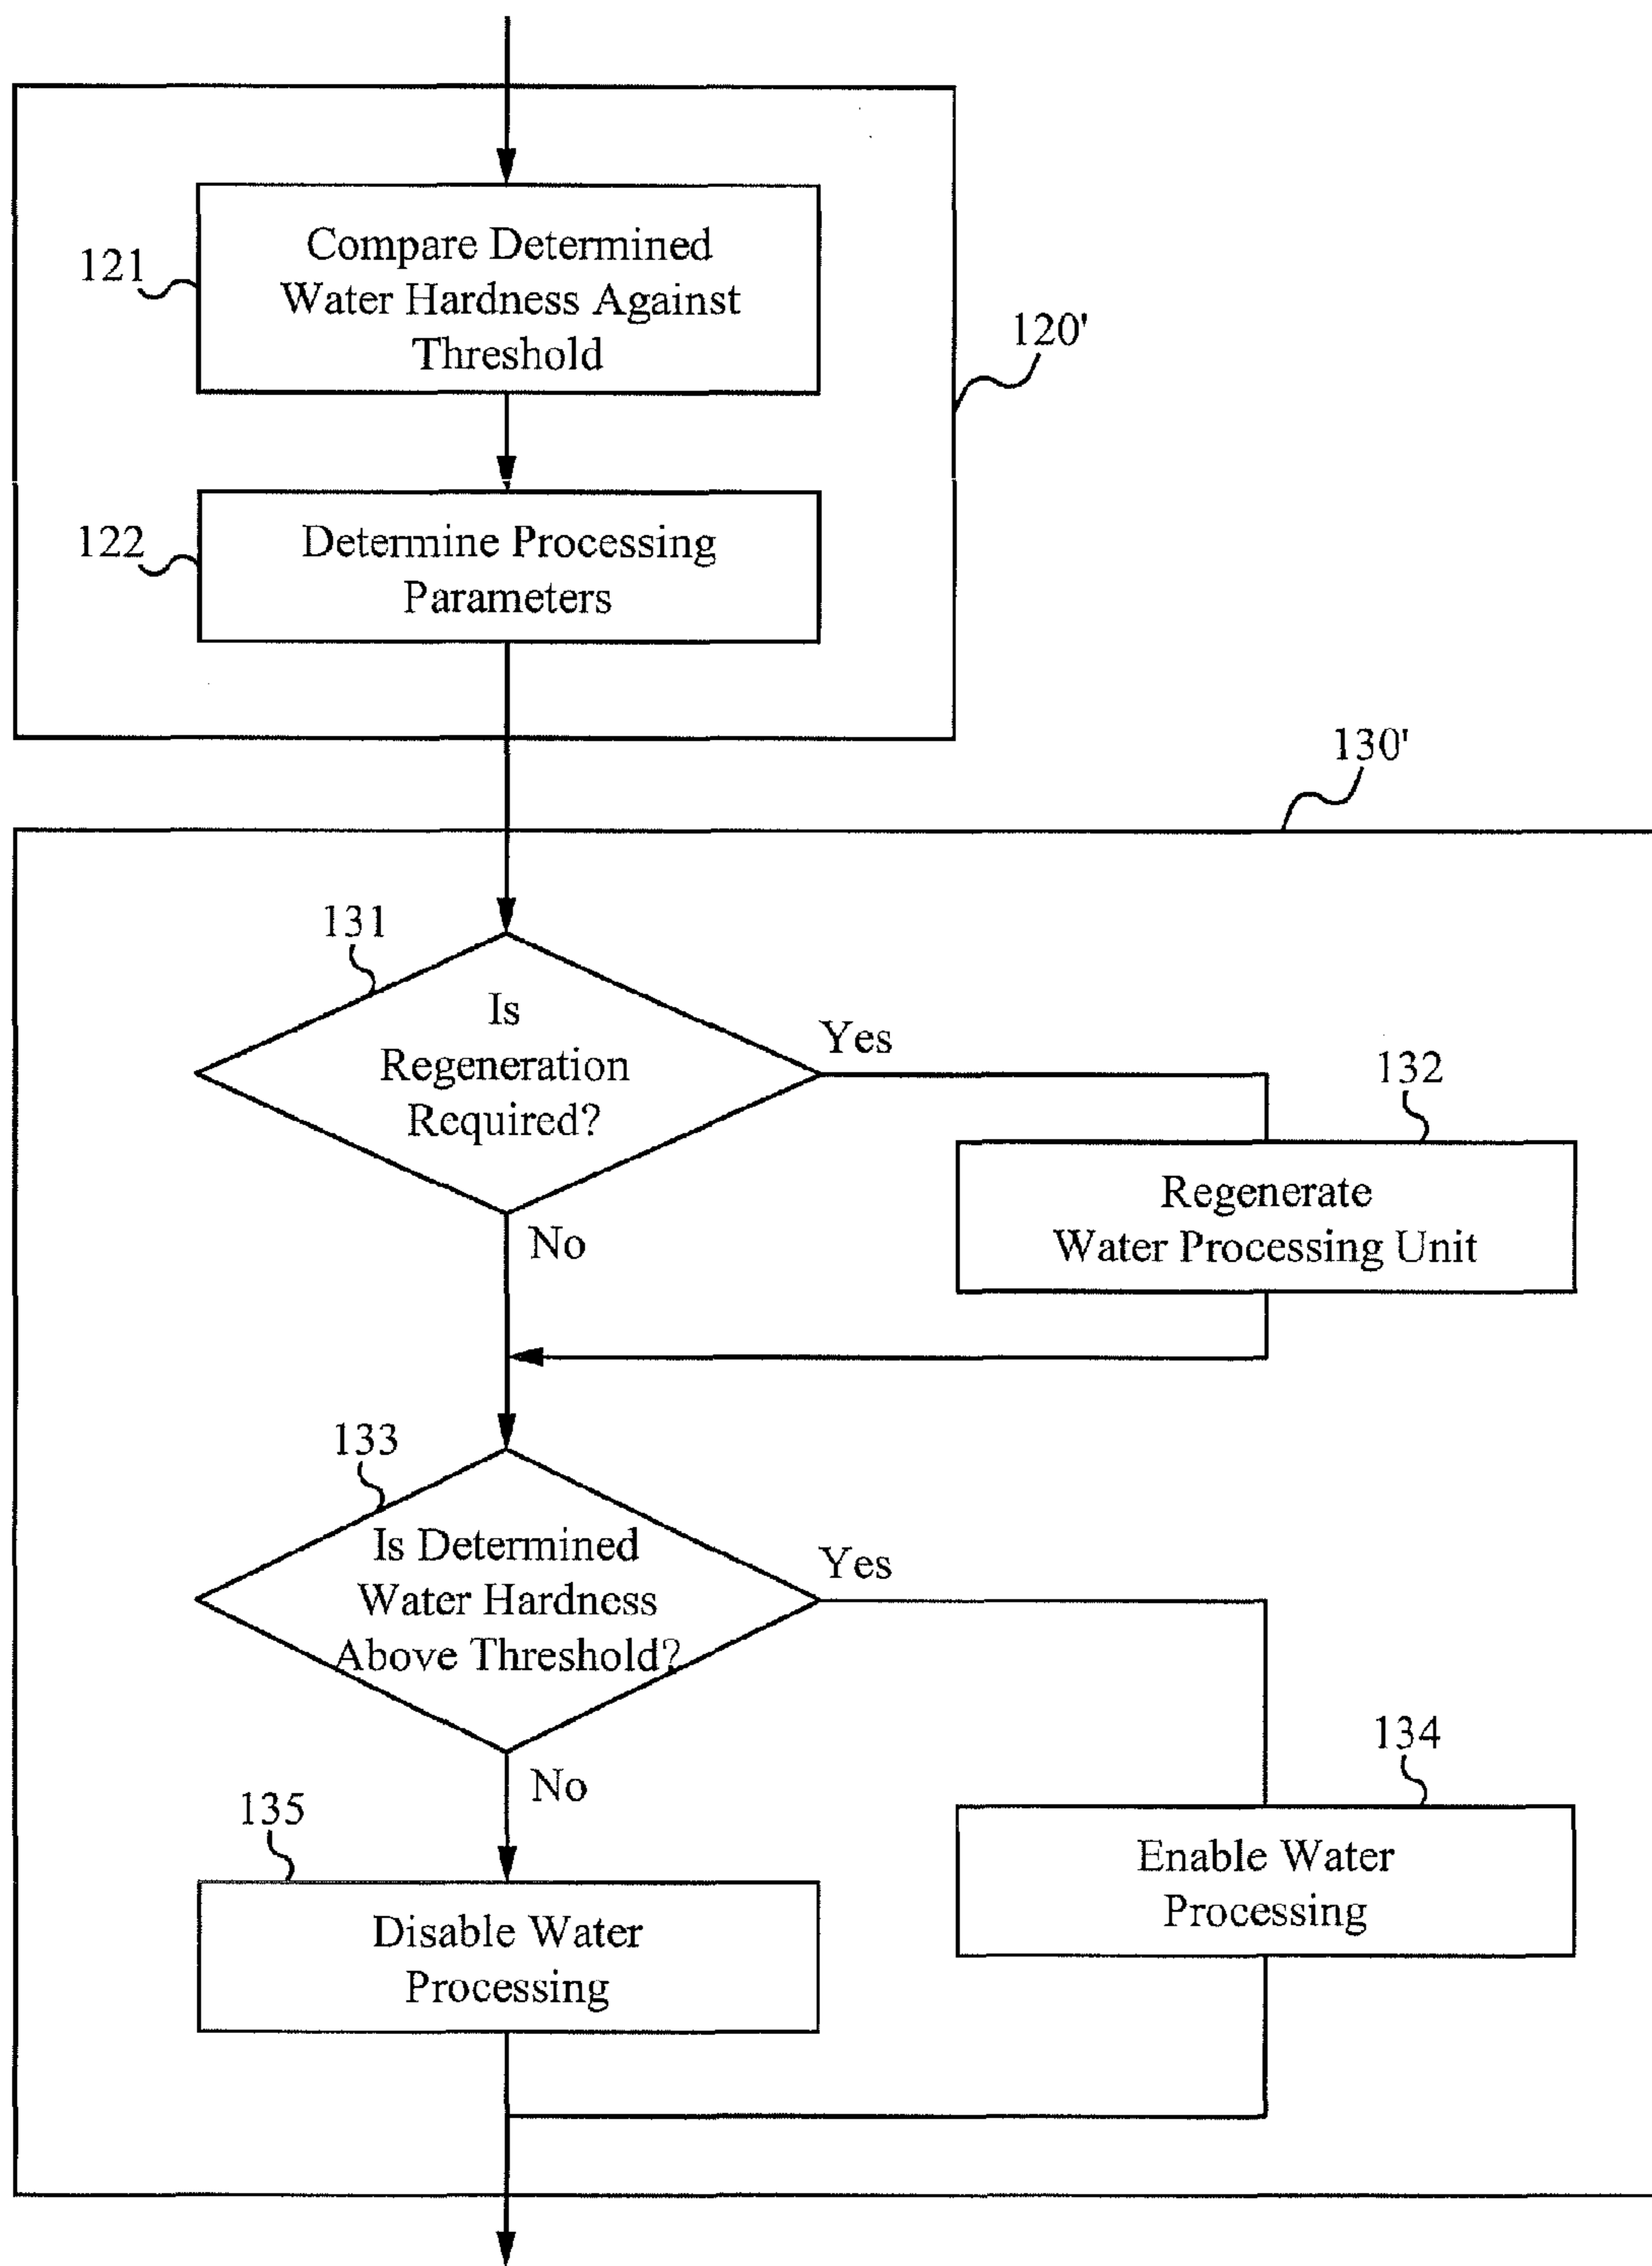 121
Compare Determined
Water Hardness Against
Threshold
120'
122
Determine Processing
Parameters
130'
131
Is
Regeneration
Required?
Yes
No
132
Regenerate
Water Processing Unit
133
Is Determined
Water Hardness
Above Threshold?
Yes
No
134
Enable Water
Processing
135
Disable Water
Processing